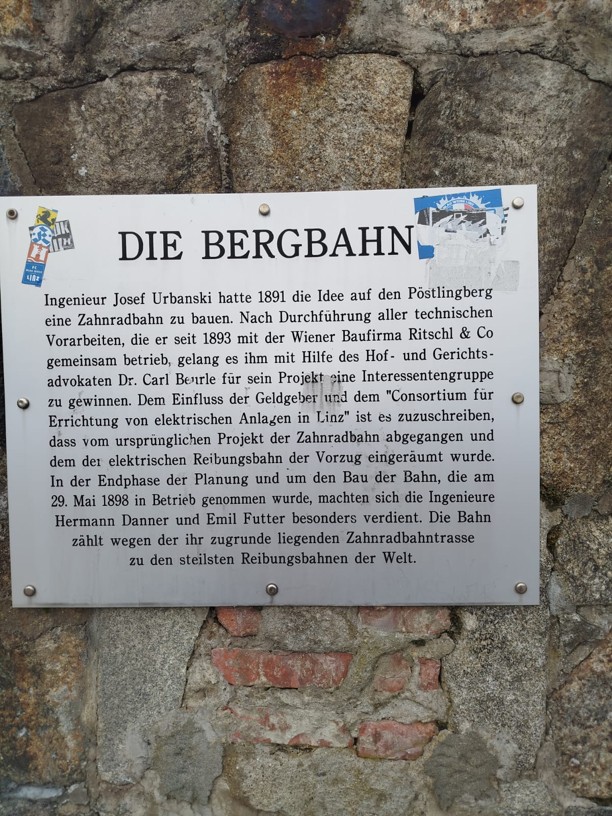 DIE BERGBAHN
Ingenieur Josef Urbanski hatte 1891 die Idee auf den Pöstlingberg
eine Zahnradbahn zu bauen. Nach Durchführung aller technischen
Vorarbeiten, die er seit 1893 mit der Wiener Baufirma Ritschl & Co
gemeinsam betrieb, gelang es ihm mit Hilfe des Hof- und Gerichts-
advokaten Dr. Carl Beurle für sein Projekt eine Interessentengruppe
zu gewinnen. Dem Einfluss der Geldgeber und dem "Consortium für
Errichtung von elektrischen Anlagen in Linz" ist es zuzuschreiben,
dass vom ursprünglichen Projekt der Zahnradbahn abgegangen und
dem der elektrischen Reibungsbahn der Vorzug eingeräumt wurde.
In der Endphase der Planung und um den Bau der Bahn, die am
29. Mai 1898 in Betrieb genommen wurde, machten sich die Ingenieure
Hermann Danner und Emil Futter besonders verdient. Die Bahn
zählt wegen der ihr zugrunde liegenden Zahnradbahntrasse
zu den steilsten Reibungsbahnen der Welt.